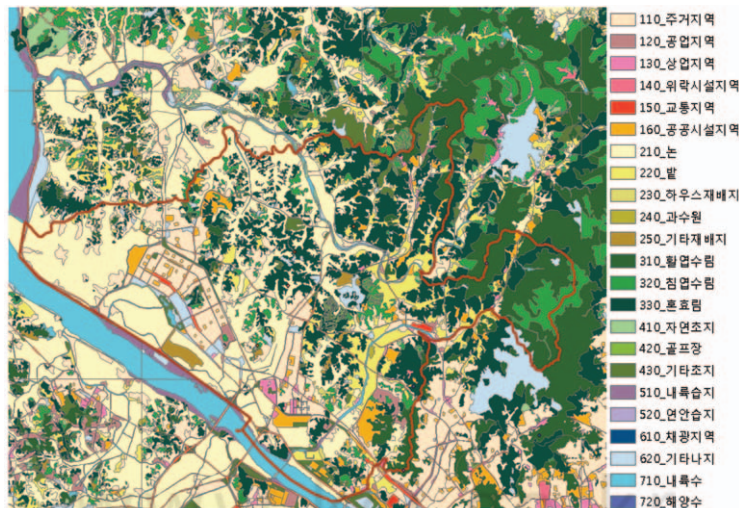 110_주거지역
120_공업지역
130_상업지역
140_위락시설지역
150_교통지역
160_공공시설지역
210_논
220_밭
230_하우스재배지
240_과수원
250_기타재배지
310_활엽수림
320_침엽수림
330_혼효림
410_자연초지
420_골프장
430_기타초지
510_내륙습지
520_연안습지
610_채광지역
620_기타나지
710_내륙수
720_해양수